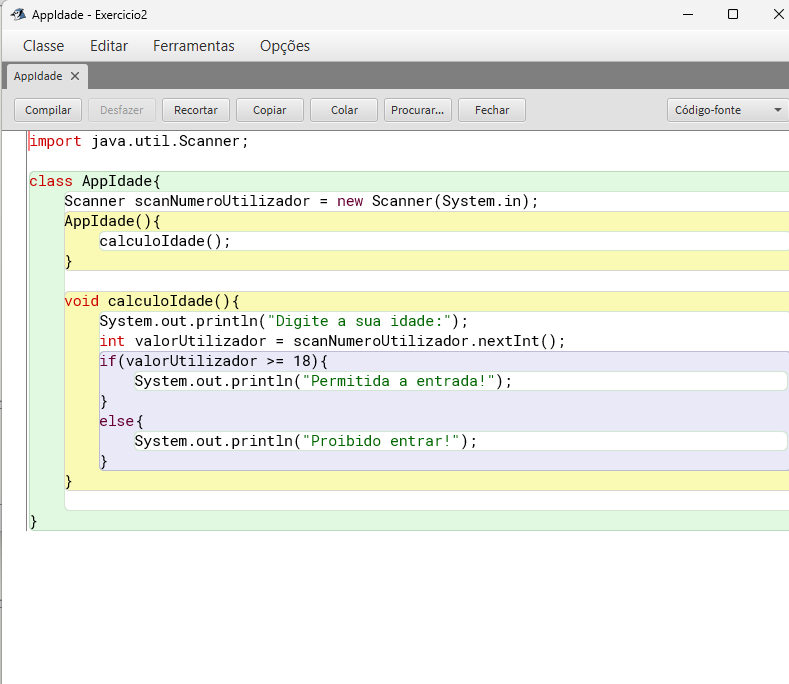 AppIdade - Exercicio2
Classe Editar Ferramentas Opções
AppIdade
Compilar Desfazer Recortar Copiar Colar Procurar... Fechar Código-fonte
import java.util.Scanner;
class AppIdade{
Scanner scanNumeroUtilizador = new Scanner(System.in);
AppIdade(){
calculoIdade();
}
void calculoIdade(){
System.out.println("Digite a sua idade:");
int valorUtilizador = scanNumeroUtilizador.nextInt();
if(valorUtilizador >= 18){
System.out.println("Permitida a entrada!");
}
else{
System.out.println("Proibido entrar!");
}
}
}